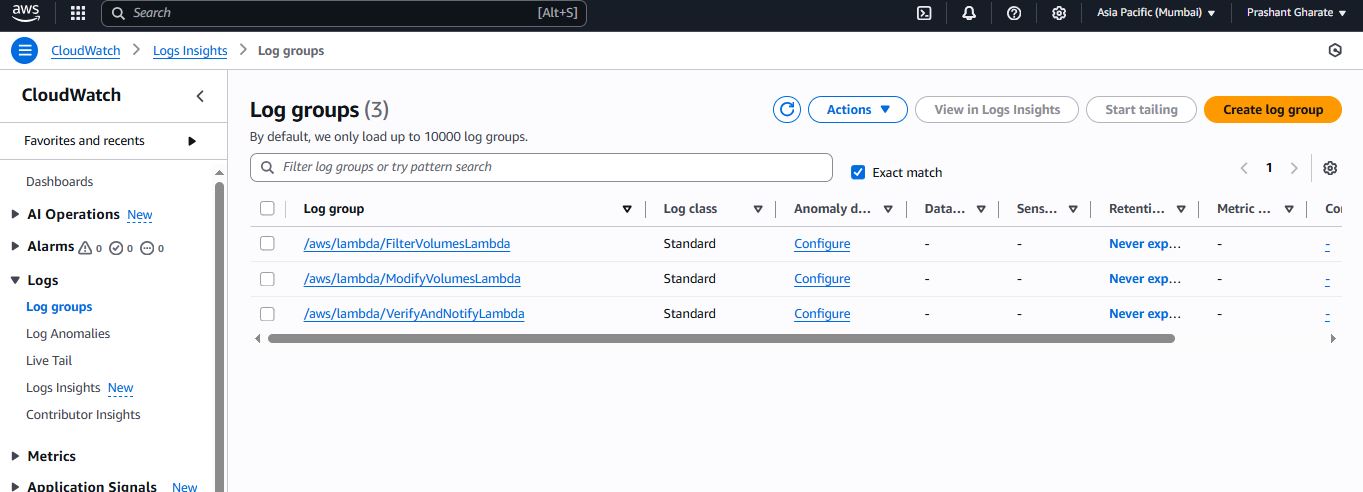 aws
Search [Alt+S]
Asia Pacific (Mumbai) Prashant Gharate
CloudWatch Logs Insights Log groups
CloudWatch
Favorites and recents
Dashboards
AI Operations New
Alarms 0 0 0
Logs
Log groups
Log Anomalies
Live Tail
Logs Insights New
Contributor Insights
Metrics
Application Signals New
Log groups (3)
Actions View in Logs Insights Start tailing Create log group
By default, we only load up to 10000 log groups.
Filter log groups or try pattern search
Exact match
1
Log group Log class Anomaly d... Data... Sens... Retenti... Metric ... Co
/aws/lambda/FilterVolumesLambda Standard Configure - - Never exp... - -
/aws/lambda/ModifyVolumesLambda Standard Configure - - Never exp... - -
/aws/lambda/VerifyAndNotifyLambda Standard Configure - - Never exp... - -